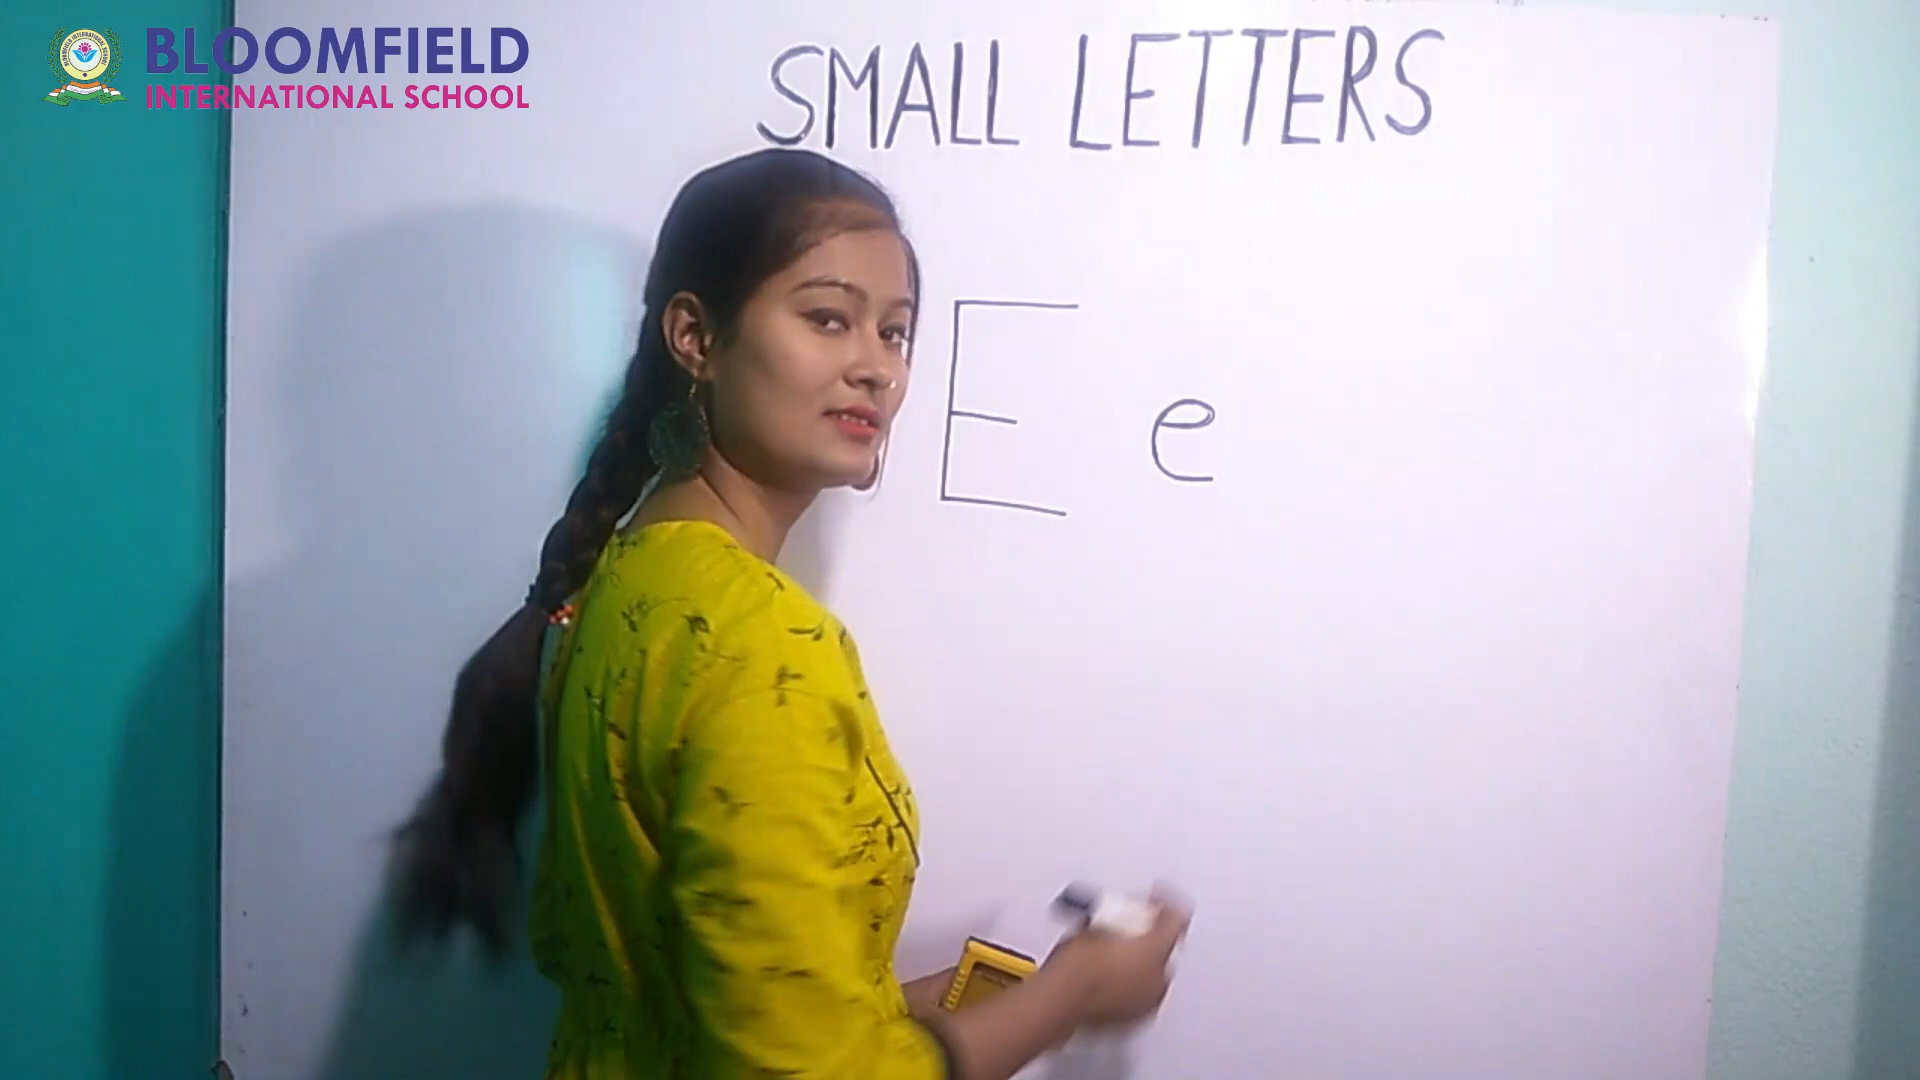 BLOOMFIELD
INTERNATIONAL SCHOOL
SMALL LETTERS
E e